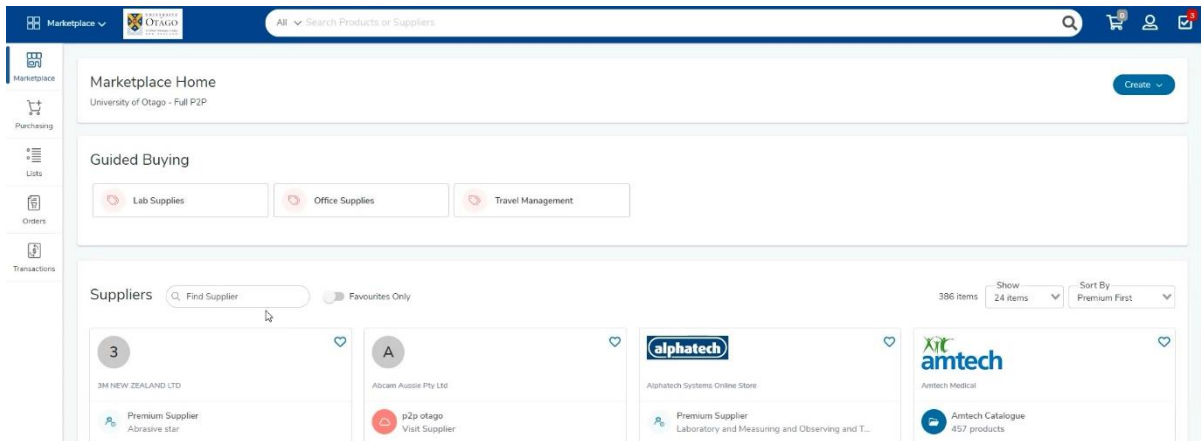 Marketplace
UNIVERSITY
OTAGO
All
Search Products or Suppliers
0
3
Marketplace
Purchasing
Lists
Orders
Transactions
Marketplace Home
University of Otago - Full P2P
Create
Guided Buying
Lab Supplies
Office Supplies
Travel Management
Suppliers
Find Supplier
Favourites Only
386 items
Show
24 items
Sort By
Premium First
3
3M NEW ZEALAND LTD
Premium Supplier
Abrasive star
A
Abcam Aussie Pty Ltd
p2p otago
Visit Supplier
alphatech
Alphatech Systems Online Store
Premium Supplier
Laboratory and Measuring and Observing and T...
amtech
Amtech Medical
Amtech Catalogue
457 products